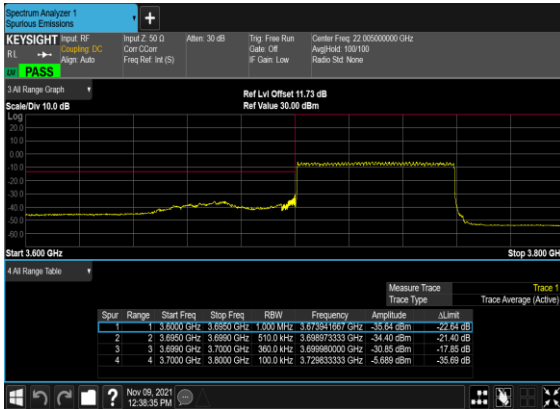 Spectrum Analyzer 1
Spurious Emissions
+
KEYSIGHT Input: RF Input Z: 50 Ω Atten: 30 dB Trig: Free Run Center Freq: 22.005000000 GHz
RL Coupling: DC Corr CCorr Gate: Off Avg|Hold: 100/100
Align: Auto Freq Ref: Int (S) IF Gain: Low Radio Std: None
LXI PASS
3 All Range Graph
Ref Lvl Offset 11.73 dB
Scale/Div 10.0 dB Ref Value 30.00 dBm
Log
20.0
10.0
0.00
-10.0
-20.0
-30.0
-40.0
-50.0
-60.0
Start 3.600 GHz Stop 3.800 GH
4 All Range Table
Measure Trace Trace 1
Trace Type Trace Average (Active)
Spur Range Start Freq Stop Freq RBW Frequency Amplitude ΔLimit
1 1 3.6000 GHz 3.6950 GHz 1.000 MHz 3.673941667 GHz -35.64 dBm -22.64 dB
2 2 3.6950 GHz 3.6990 GHz 510.0 kHz 3.698973333 GHz -34.40 dBm -21.40 dB
3 3 3.6990 GHz 3.7000 GHz 360.0 kHz 3.699980000 GHz -30.85 dBm -17.85 dB
4 4 3.7000 GHz 3.8000 GHz 100.0 kHz 3.729833333 GHz -5.689 dBm -35.69 dB
? Nov 09, 2021
12:38:35 PM